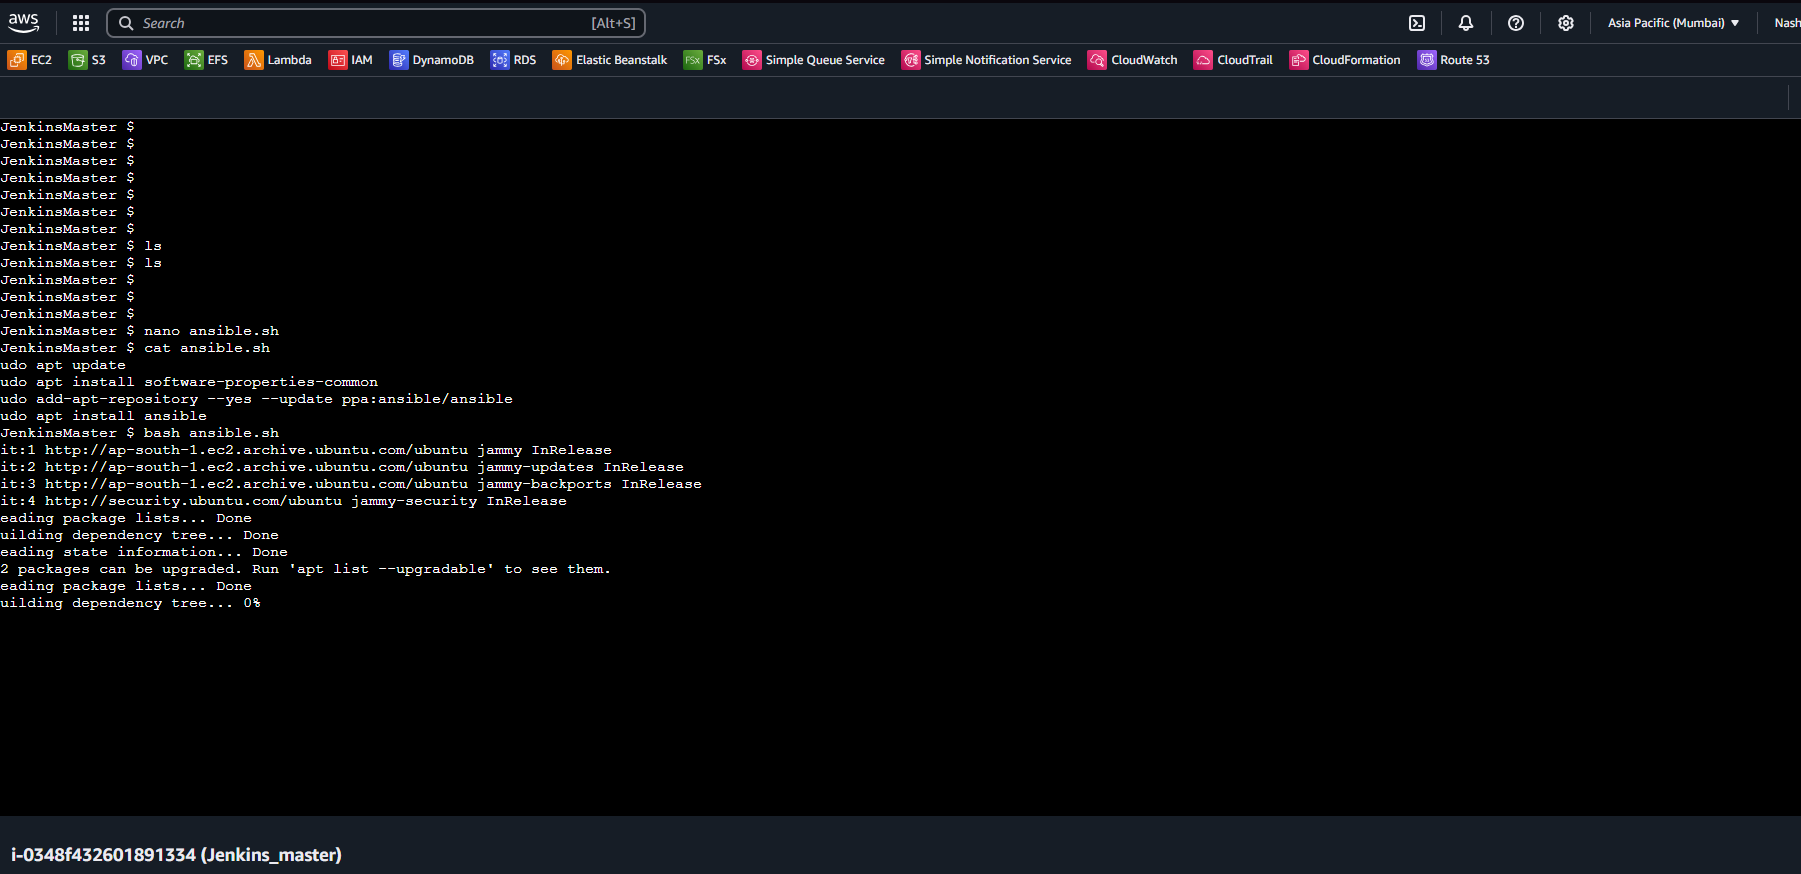 aws Search [Alt+S] Asia Pacific (Mumbai) Nash
EC2 S3 VPC EFS Lambda IAM DynamoDB RDS Elastic Beanstalk FSx FSx Simple Queue Service Simple Notification Service CloudWatch CloudTrail CloudFormation Route 53
JenkinsMaster $
JenkinsMaster $
JenkinsMaster $
JenkinsMaster $
JenkinsMaster $
JenkinsMaster $
JenkinsMaster $
JenkinsMaster $ ls
JenkinsMaster $ ls
JenkinsMaster $
JenkinsMaster $
JenkinsMaster $
JenkinsMaster $ nano ansible.sh
JenkinsMaster $ cat ansible.sh
udo apt update
udo apt install software-properties-common
udo add-apt-repository --yes --update ppa:ansible/ansible
udo apt install ansible
JenkinsMaster $ bash ansible.sh
it:1 http://ap-south-1.ec2.archive.ubuntu.com/ubuntu jammy InRelease
it:2 http://ap-south-1.ec2.archive.ubuntu.com/ubuntu jammy-updates InRelease
it:3 http://ap-south-1.ec2.archive.ubuntu.com/ubuntu jammy-backports InRelease
it:4 http://security.ubuntu.com/ubuntu jammy-security InRelease
eading package lists... Done
uilding dependency tree... Done
eading state information... Done
2 packages can be upgraded. Run 'apt list --upgradable' to see them.
eading package lists... Done
uilding dependency tree... 0%
i-0348f432601891334 (Jenkins_master)